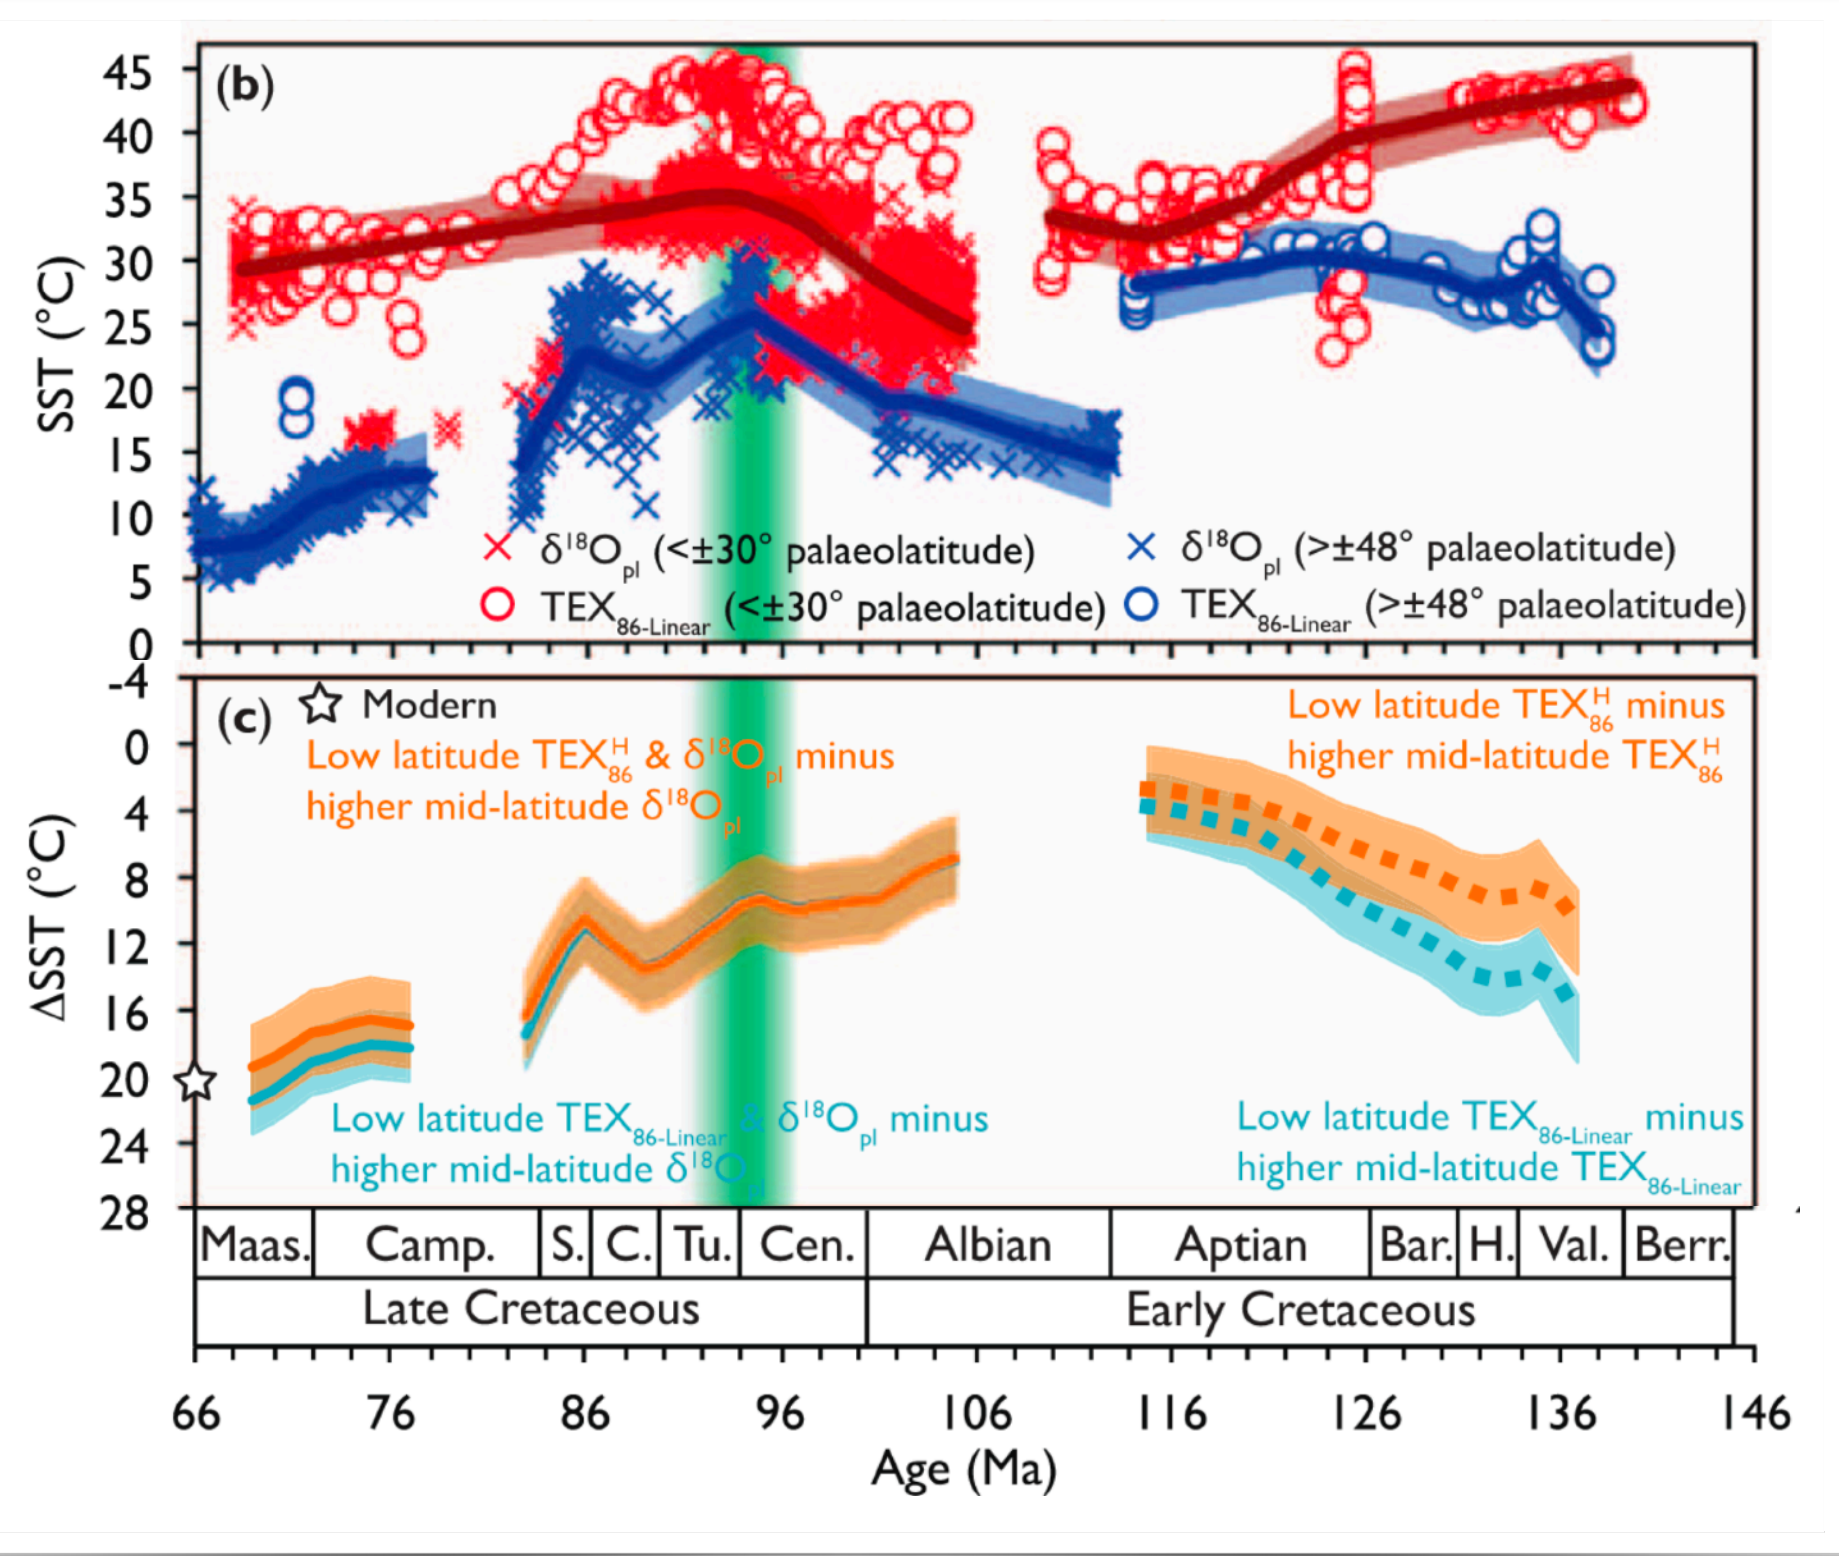 (b)
45
40
35
30
25
20
15
10
5
0
SST (°C)
δ¹⁸Opl (<±30° palaeolatitude)
δ¹⁸Opl (>±48° palaeolatitude)
TEX86-Linear (<±30° palaeolatitude)
TEX86-Linear (>±48° palaeolatitude)
(c)
Modern
-4
0
4
8
12
16
20
24
28
ΔSST (°C)
Low latitude TEX86H & δ¹⁸Opl minus
higher mid-latitude δ¹⁸Opl
Low latitude TEX86H minus
higher mid-latitude TEX86H
Low latitude TEX86-Linear & δ¹⁸Opl minus
higher mid-latitude δ¹⁸Opl
Low latitude TEX86-Linear minus
higher mid-latitude TEX86-Linear
Maas. Camp. S. C. Tu. Cen. Albian Aptian Bar. H. Val. Berr.
Late Cretaceous Early Cretaceous
66 76 86 96 106 116 126 136 146
Age (Ma)